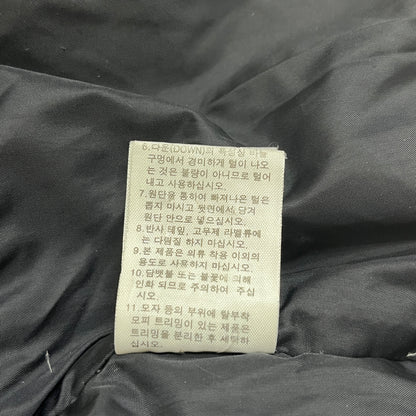 6.다운(DOWN)의 특성상 바늘
구멍에서 경미하게 털이 나오
는 것은 불량이 아니므로 털어
내고 사용하십시오.
7.원단을 통하여 빠져나온 털은
뽑지 마시고 뒷면에서 당겨
원단 안으로 넣으십시오.
8.반사 테잎, 고무제 라벨류에
는 다림질 하지 마십시오.
9.본 제품은 의류 착용 이외의
용도로 사용하지 마십시오.
10.담뱃불 또는 불꽃에 의해
인화 되므로 주의하여 주십
시오.
11.모자 등의 부위에 탈부착
모피 트리밍이 있는 제품은
트리밍을 분리한 후 세탁하
십시오.